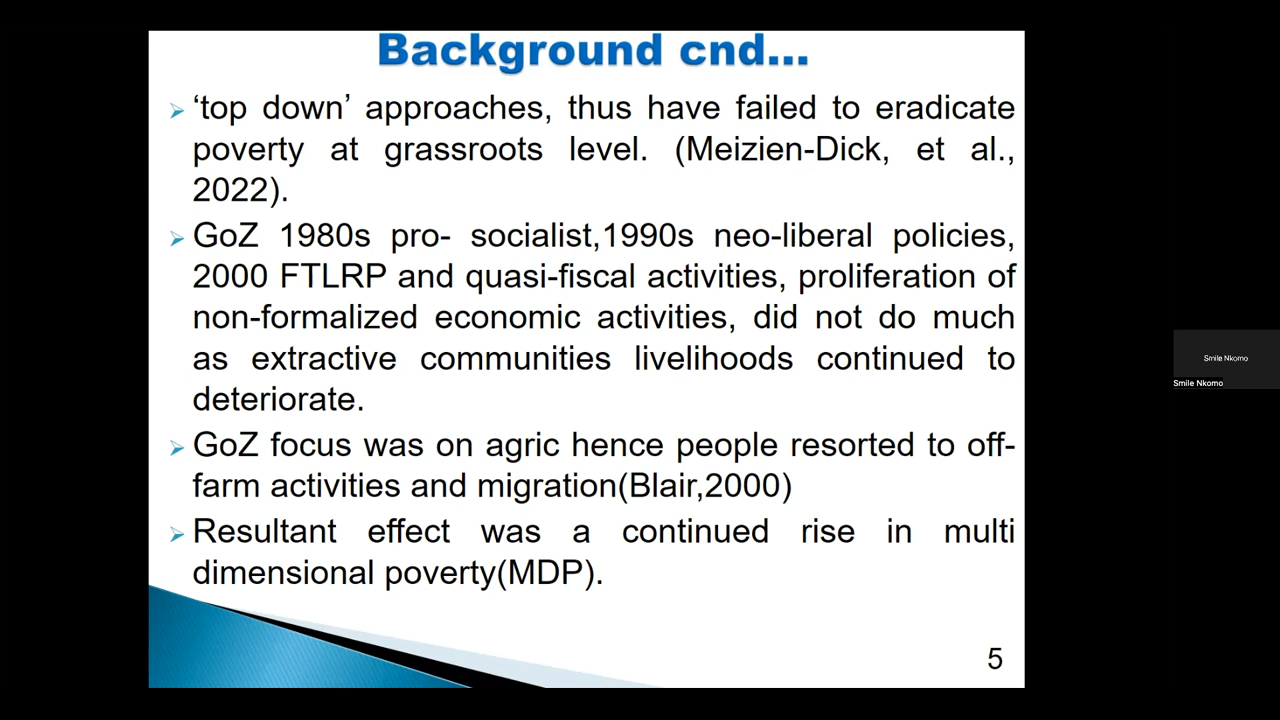 Background cnd...
‘top down’ approaches, thus have failed to eradicate
poverty at grassroots level. (Meizien-Dick, et al.,
2022).
GoZ 1980s pro- socialist,1990s neo-liberal policies,
2000 FTLRP and quasi-fiscal activities, proliferation of
non-formalized economic activities, did not do much
as extractive communities livelihoods continued to
deteriorate.
GoZ focus was on agric hence people resorted to off-
farm activities and migration(Blair,2000)
Resultant effect was a continued rise in multi
dimensional poverty(MDP).
5
Smile Nkomo
Smile Nkomo